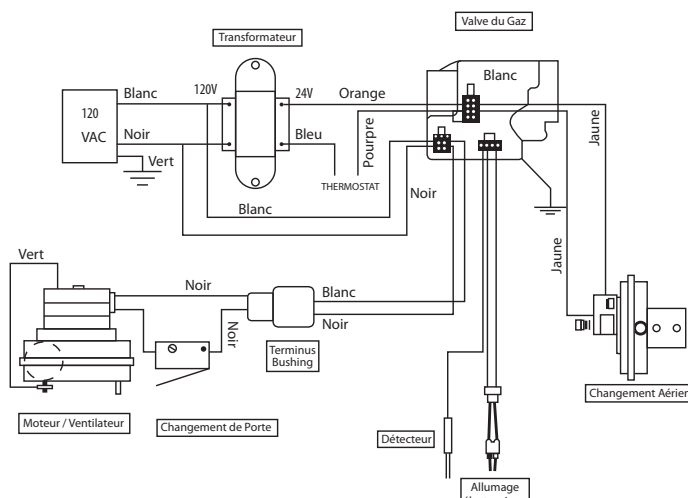 Valve du Gaz
Transformateur
Blanc
120V
24V
Orange
Blanc
120
VAC
Noir
Bleu
Vert
Pourpre
THERMOSTAT
Jaune
Noir
Blanc
Vert
Jaune
Noir
Blanc
Noir
Noir
Terminus
Bushing
Changement Aérien
Moteur / Ventilateur
Changement de Porte
Détecteur
Allumage